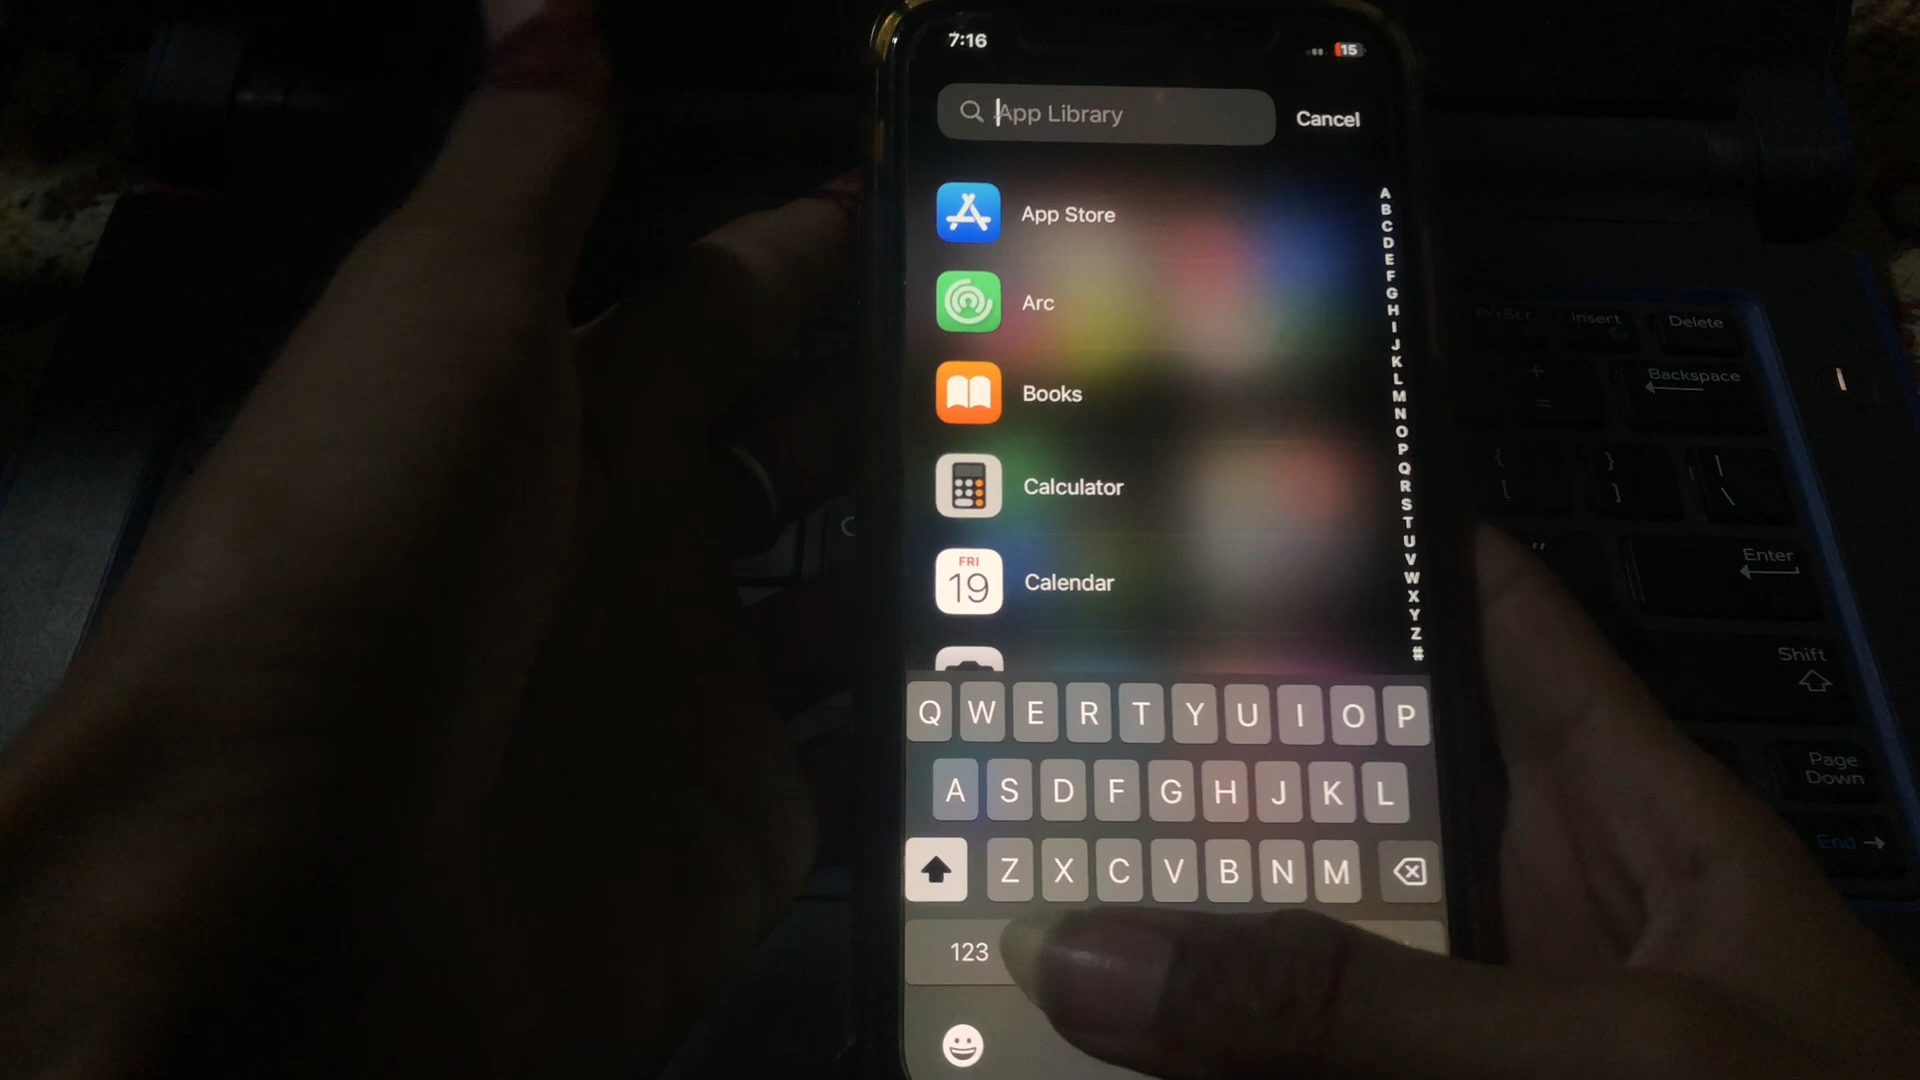 7:16
15
App Library
Cancel
App Store
Arc
Books
Calculator
FRI
19
Calendar
A
B
C
D
E
F
G
H
I
J
K
L
M
N
O
P
Q
R
S
T
U
V
W
X
Y
Z
#
Q W E R T Y U I O P
A S D F G H J K L
Z X C V B N M
123
PrtScr
Insert
Delete
+
=
Backspace
{
[
}
]
|
\
"
Enter
Shift
Page
Down
End